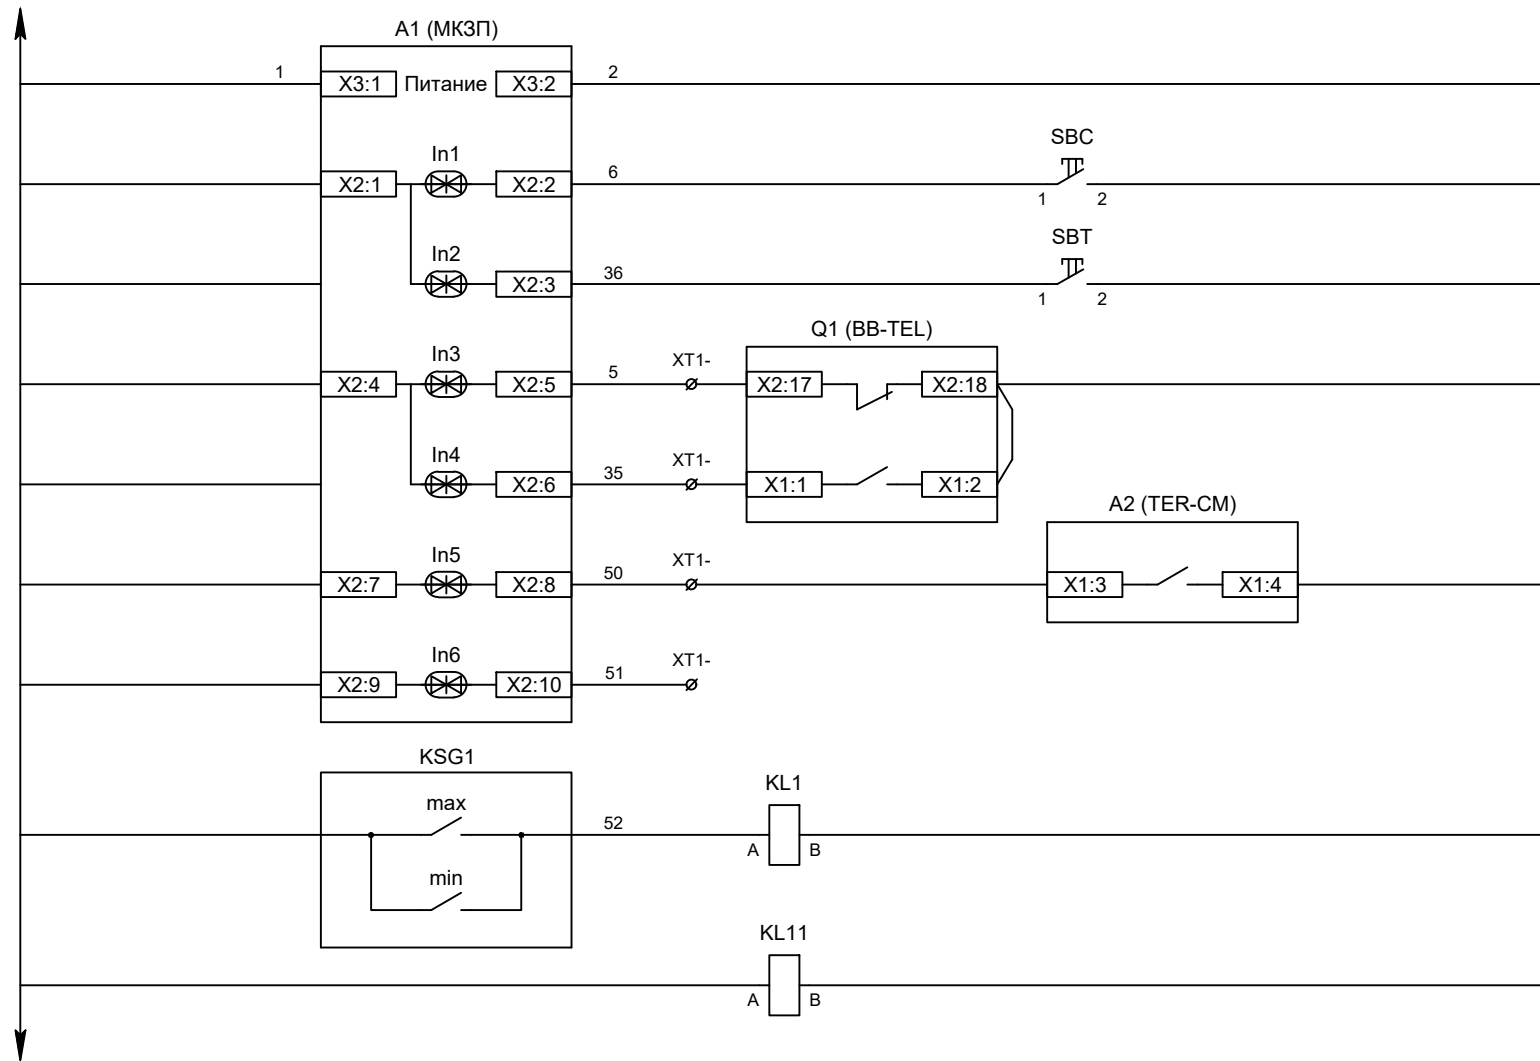 A1 (МКЗП)
1 X3:1 Питание X3:2 2
SBC
In1
X2:1 X2:2 6
1 2
SBT
In2
X2:3 36
1 2
Q1 (BB-TEL)
In3 XT1-
X2:4 X2:5 5 X2:17 X2:18
In4 XT1-
X2:6 35 X1:1 X1:2
A2 (TER-CM)
In5 XT1-
X2:7 X2:8 50 X1:3 X1:4
In6 XT1-
X2:9 X2:10 51
KSG1
KL1
max
52
A B
min
KL11
A B